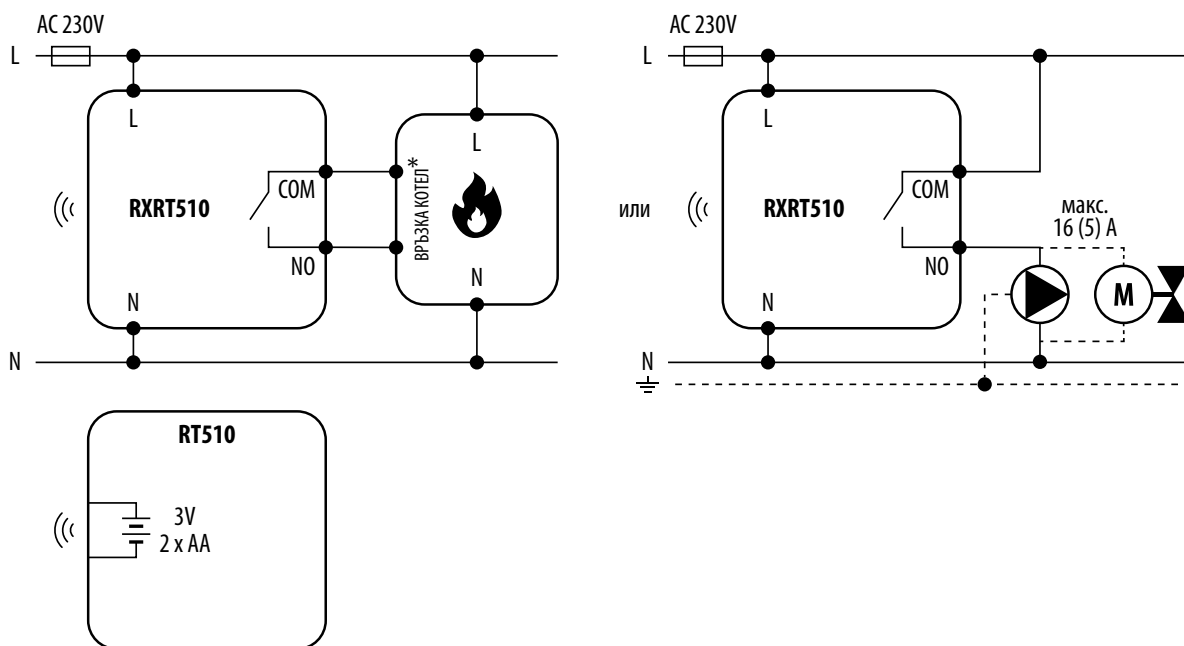 AC 230V
L
L
RXRT510
COM
NO
N
ВРЪЗКА КОТЕЛ*
L
N
N
или
AC 230V
L
L
RXRT510
COM
NO
N
макс.
16 (5) A
M
N
RT510
3V
2 x AA